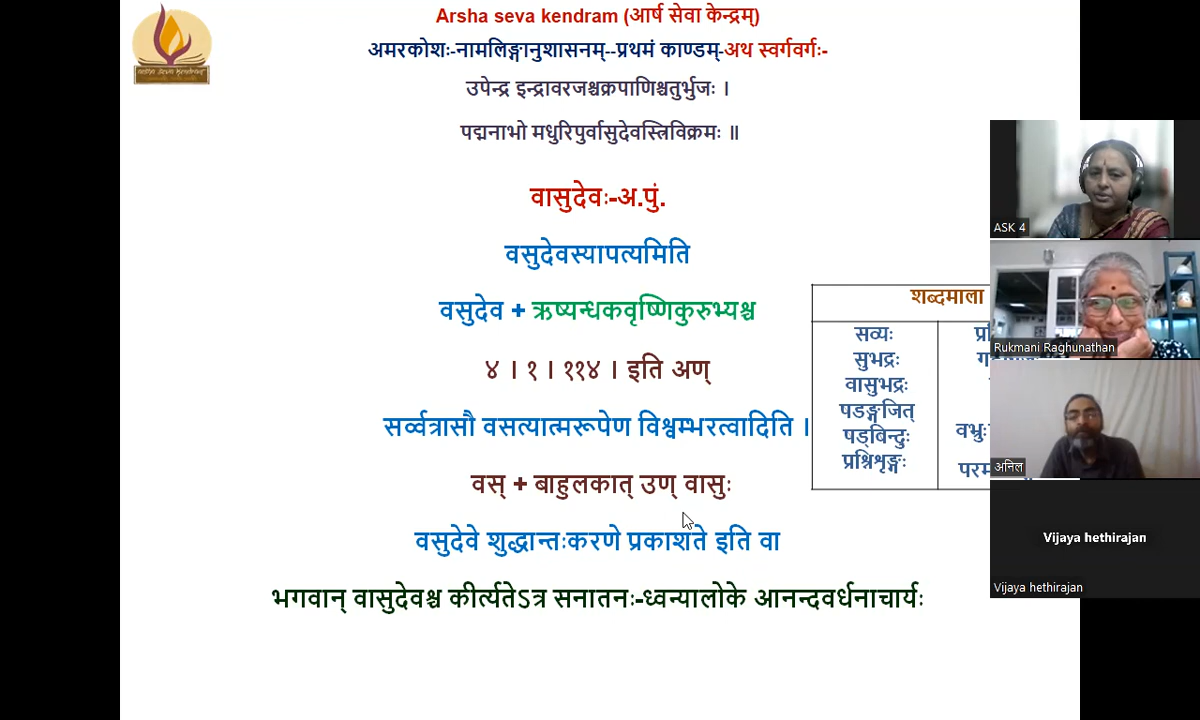 Arsha seva kendram (आर्ष सेवा केन्द्रम्)
अमरकोशः-नामलिङ्गानुशासनम्--प्रथमं काण्डम्-अथ स्वर्गवर्गः-
उपेन्द्र इन्द्रावरजश्चक्रपाणिश्चतुर्भुजः ।
पद्मनाभो मधुरिपुर्वासुदेवस्त्रिविक्रमः ॥
वासुदेवः-अ.पुं.
वसुदेवस्यापत्यमिति
वसुदेव + ऋष्यन्धकवृष्णिकुरुभ्यश्च
४ । १ । ११४ । इति अण्
सर्व्वत्रासौ वसत्यात्मरूपेण विश्वम्भरत्वादिति ।
वस् + बाहुलकात् उण् वासुः
वसुदेवे शुद्धान्तःकरणे प्रकाशते इति वा
भगवान् वासुदेवश्च कीर्त्यतेऽत्र सनातनः-ध्वन्यालोके आनन्दवर्धनाचार्यः
शब्दमाला
सव्यः
सुभद्रः
वासुभद्रः
षडङ्गजित्
षड्बिन्दुः
प्रश्निशृङ्गः
ASK 4
Rukmani Raghunathan
अनिल
Vijaya hethirajan
Vijaya hethirajan